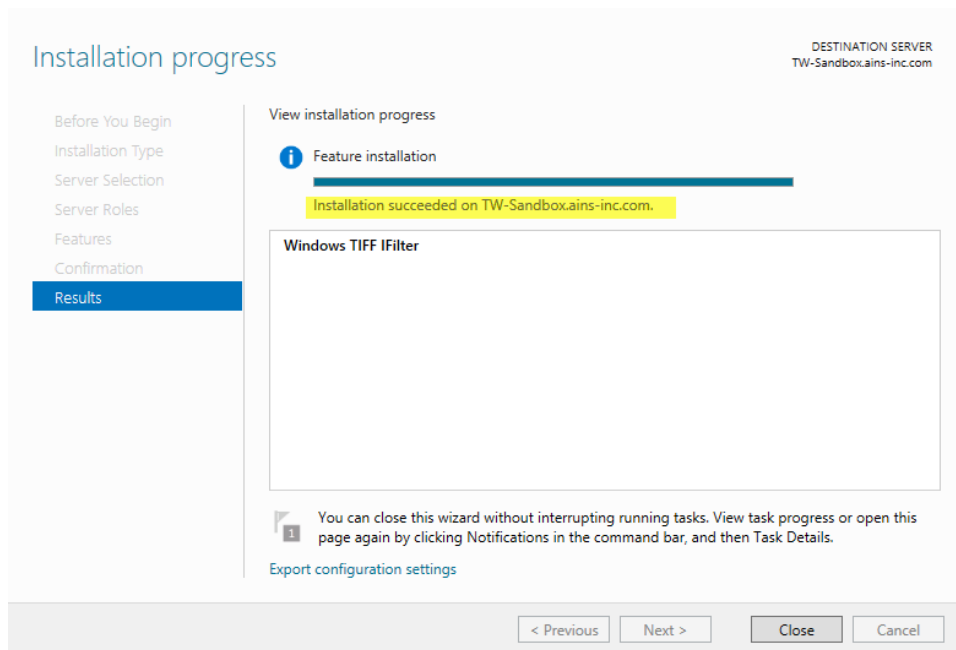 Installation progress
DESTINATION SERVER
TW-Sandbox.ains-inc.com
Before You Begin
Installation Type
Server Selection
Server Roles
Features
Confirmation
Results
View installation progress
Feature installation
Installation succeeded on TW-Sandbox.ains-inc.com.
Windows TIFF IFilter
1
You can close this wizard without interrupting running tasks. View task progress or open this
page again by clicking Notifications in the command bar, and then Task Details.
Export configuration settings
< Previous
Next >
Close
Cancel